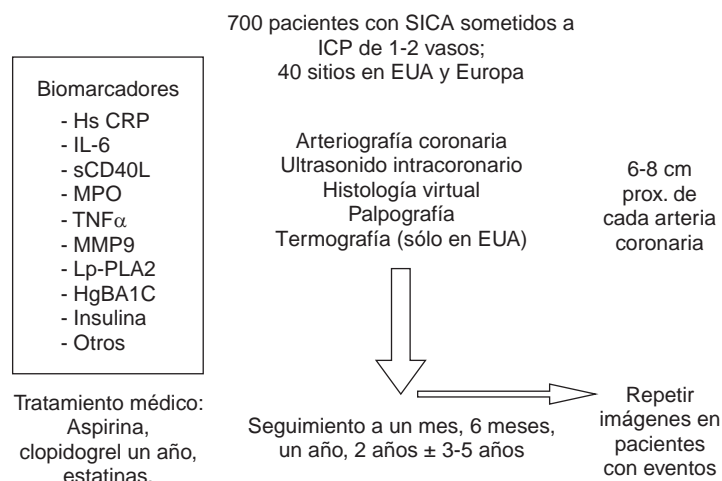 700 pacientes con SICA sometidos a
ICP de 1-2 vasos;
40 sitios en EUA y Europa
Biomarcadores
- Hs CRP
- IL-6
- sCD40L
- MPO
- TNFα
- MMP9
- Lp-PLA2
- HgBA1C
- Insulina
- Otros
Arteriografía coronaria
Ultrasonido intracoronario
Histología virtual
Palpografía
Termografía (sólo en EUA)
6-8 cm
prox. de
cada arteria
coronaria
Tratamiento médico:
Aspirina,
clopidogrel un año,
estatinas.
Seguimiento a un mes, 6 meses,
un año, 2 años ± 3-5 años
Repetir
imágenes en
pacientes
con eventos